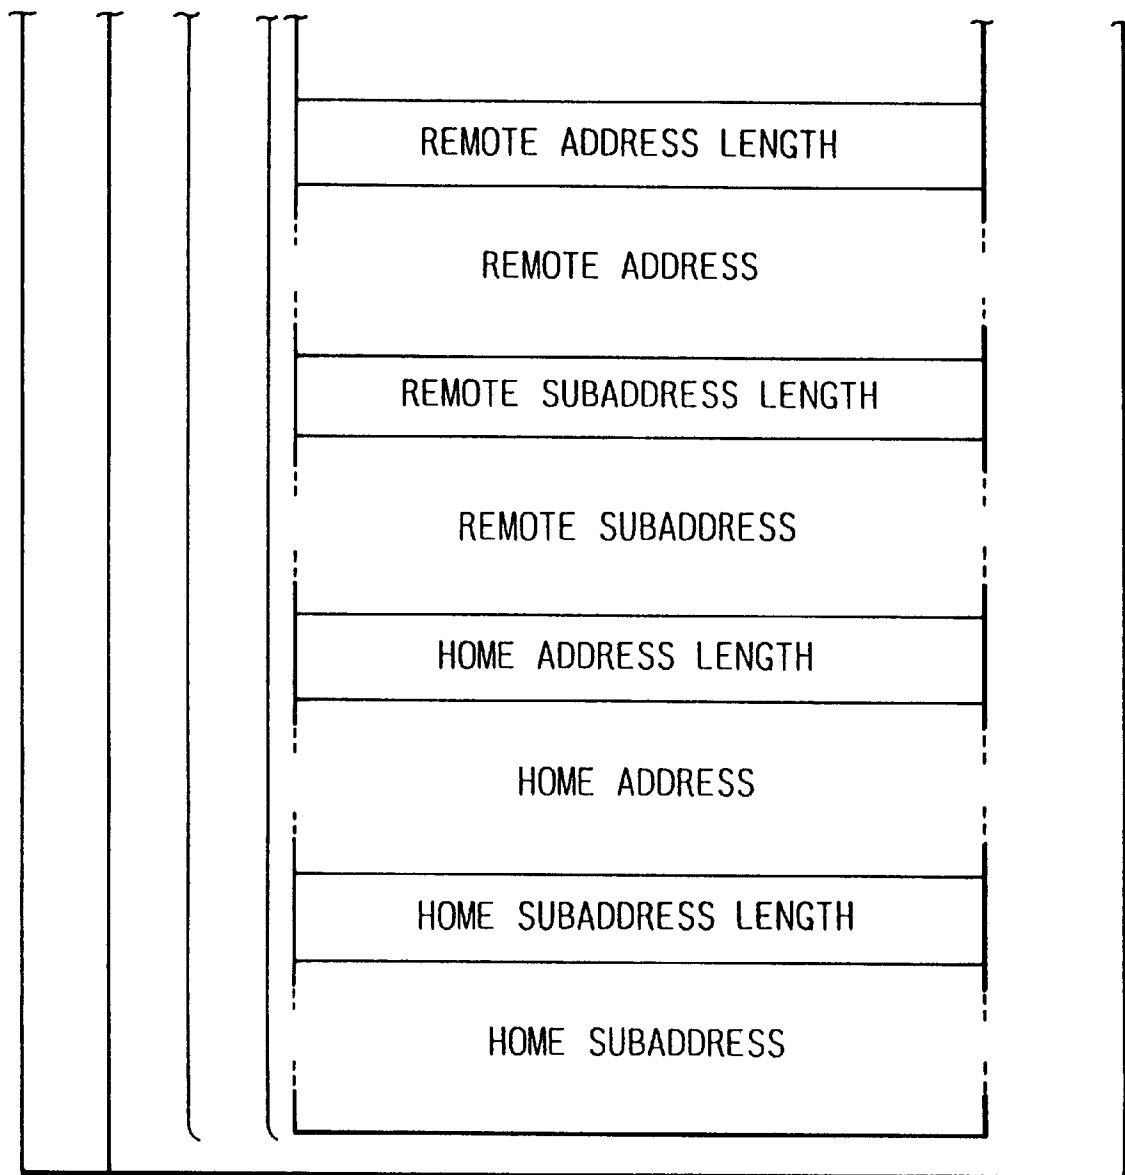 REMOTE ADDRESS LENGTH
REMOTE ADDRESS
REMOTE SUBADDRESS LENGTH
REMOTE SUBADDRESS
HOME ADDRESS LENGTH
HOME ADDRESS
HOME SUBADDRESS LENGTH
HOME SUBADDRESS